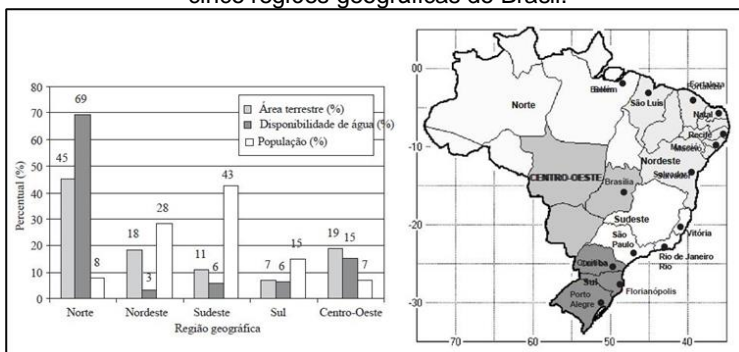 cinco regiões geográficas do Brasil.
Percentual (%)
80
70
60
50
40
30
20
10
0
Área terrestre (%)
Disponibilidade de água (%)
População (%)
45
69
8
18
3
28
11
6
43
7
6
15
19
15
7
Norte
Nordeste
Sudeste
Sul
Centro-Oeste
Região geográfica
00
-10
-20
-30
70
60
50
40
Norte
Belém
São Luís
Fortaleza
Natal
Recife
Maceió
Nordeste
Salvador
CENTRO-OESTE
Brasília
Sudeste
Vitória
São
Paulo
Rio de Janeiro
Rio
Curitiba
Sul
Florianópolis
Porto
Alegre